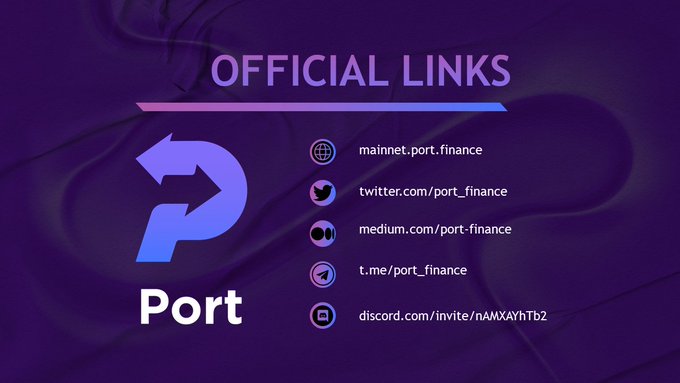 OFFICIAL LINKS
mainnet.port.finance
twitter.com/port_finance
medium.com/port-finance
t.me/port_finance
discord.com/invite/nAMXAYhTb2
Port